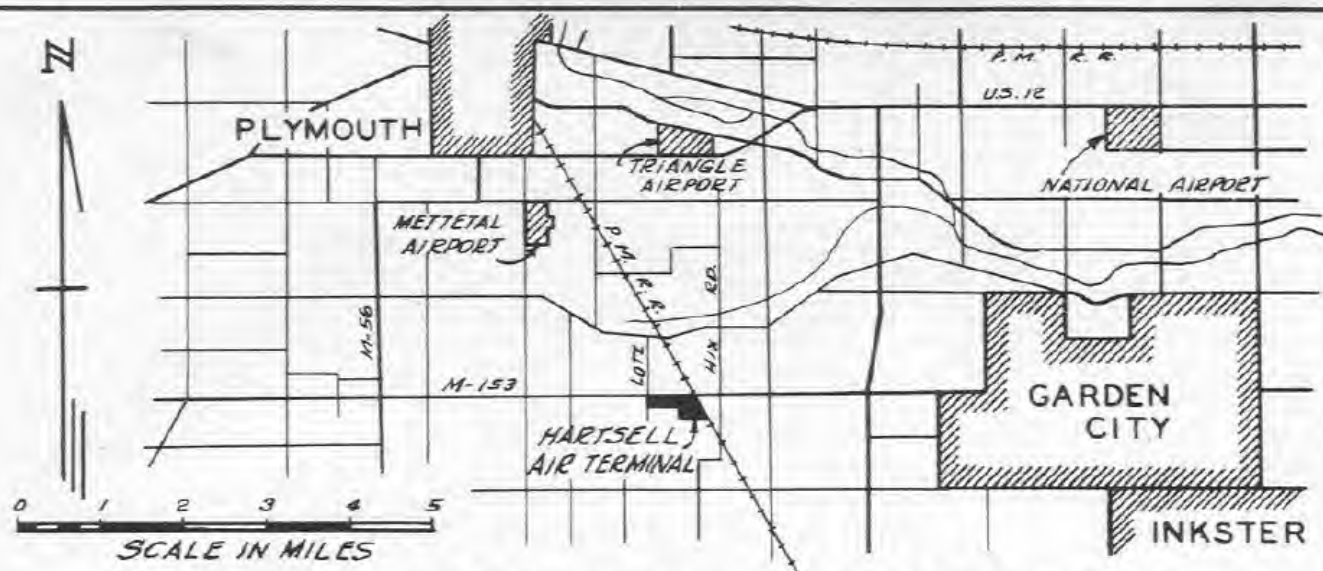 N
P. M. R. R.
U.S. 12
PLYMOUTH
TRIANGLE
AIRPORT
NATIONAL AIRPORT
METTETAL
AIRPORT
P. M. R. R.
HIX RD.
M-56
LOTZ
M-153
HARTSELL
AIR TERMINAL
GARDEN
CITY
INKSTER
0 1 2 3 4 5
SCALE IN MILES